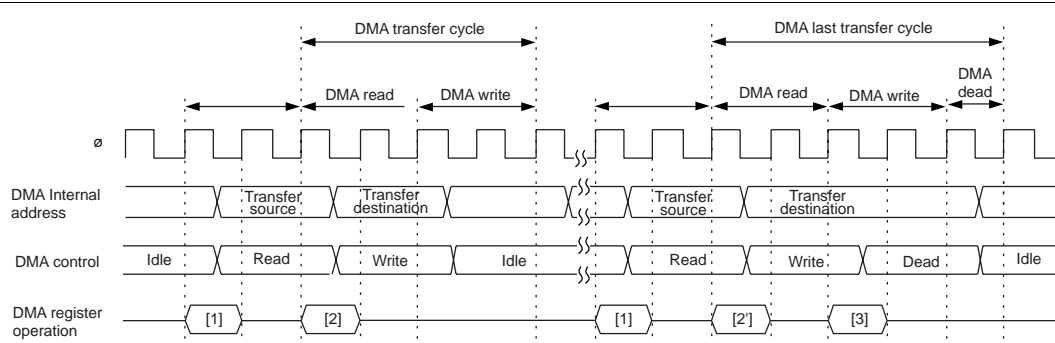 DMA transfer cycle
DMA last transfer cycle
DMA read
DMA write
DMA read
DMA write
DMA
dead
ø
DMA Internal
address
Transfer
source
Transfer
destination
Transfer
source
Transfer
destination
DMA control
Idle
Read
Write
Idle
Read
Write
Dead
Idle
DMA register
operation
[1]
[2]
[1]
[2']
[3]